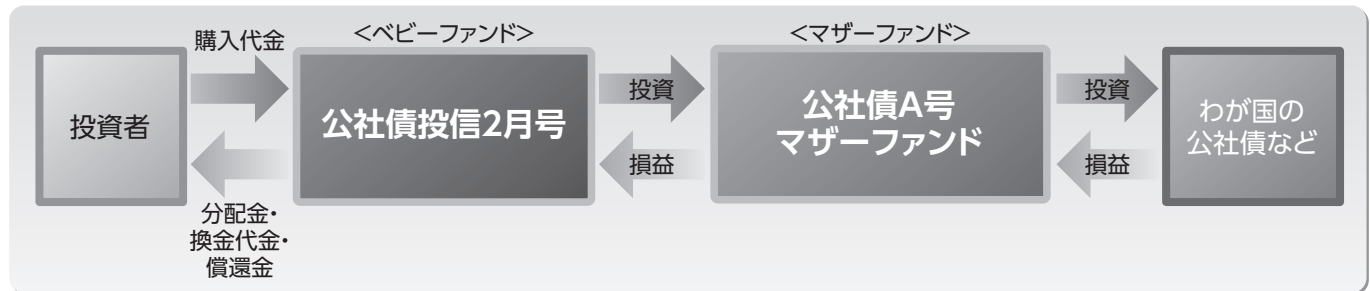 購入代金
<ベビーファンド>
<マザーファンド>
投資者
公社債投信2月号
投資
損益
公社債A号
マザーファンド
投資
損益
わが国の
公社債など
分配金・
換金代金・
償還金